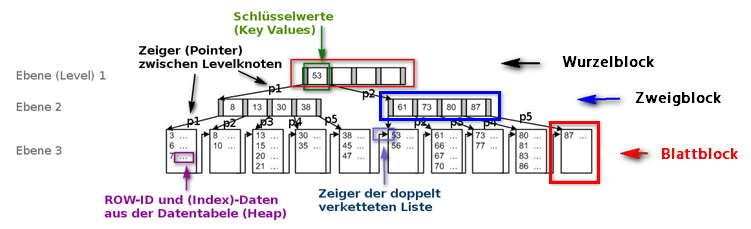 Schlüsselwerte
(Key Values)
Zeiger (Pointer)
zwischen Levelknoten
Wurzelblock
Ebene (Level) 1
53
p1
p2
Zweigblock
Ebene 2
8 13 30 38
61 73 80 87
p1 p2 p3 p4 p5
p2 p3 p4 p5
Ebene 3
3 ... 8 ... 13 ... 30 ... 38 ... 53 ... 61 ... 73 ... 80 ... 87 ...
6 ... 10 ... 15 ... 35 ... 45 ... 56 ... 66 ... 77 ... 81 ...
7 ... 20 ... 47 ... 67 ... 83 ...
21 ... 70 ... 86 ...
Blattblock
ROW-ID und (Index)-Daten
aus der Datentabele (Heap)
Zeiger der doppelt
verketteten Liste